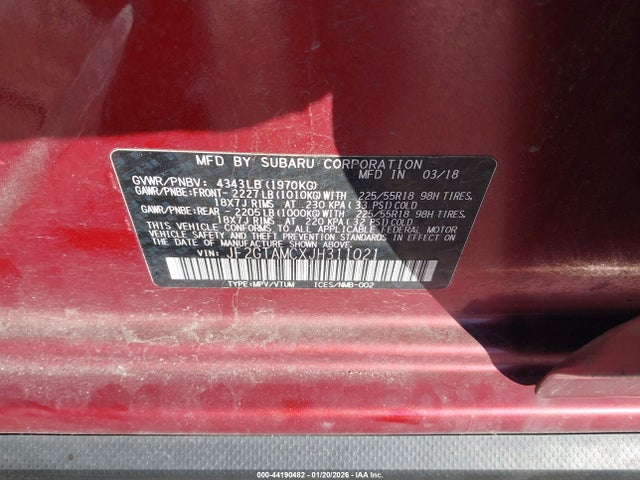 MFD BY SUBARU CORPORATION
GVWR/PNBV: 4343LB(1970KG) MFD IN 03/18
GAWR/PNBE:FRONT- 2227LB(1010KG)WITH 225/55R18 98H TIRES.
18X7J RIMS AT 230 KPA(33 PSI)COLD
GAWR/PNBE:REAR - 2205LB(1000KG)WITH 225/55R18 98H TIRES.
18X7J RIMS AT 220 KPA(32 PSI)COLD
THIS VEHICLE CONFORMS TO ALL APPLICABLE FEDERAL MOTOR
VEHICLE SAFETY AND THEFT PREVENTION STANDARDS IN EFFECT
ON THE DATE OF MANUFACTURE SHOWN ABOVE.
VIN: JF2GTAMCXJH311021
TYPE:MPV/VTUM ICES/NMB-002
000-44190482 - 01/20/2026 - IAA Inc.